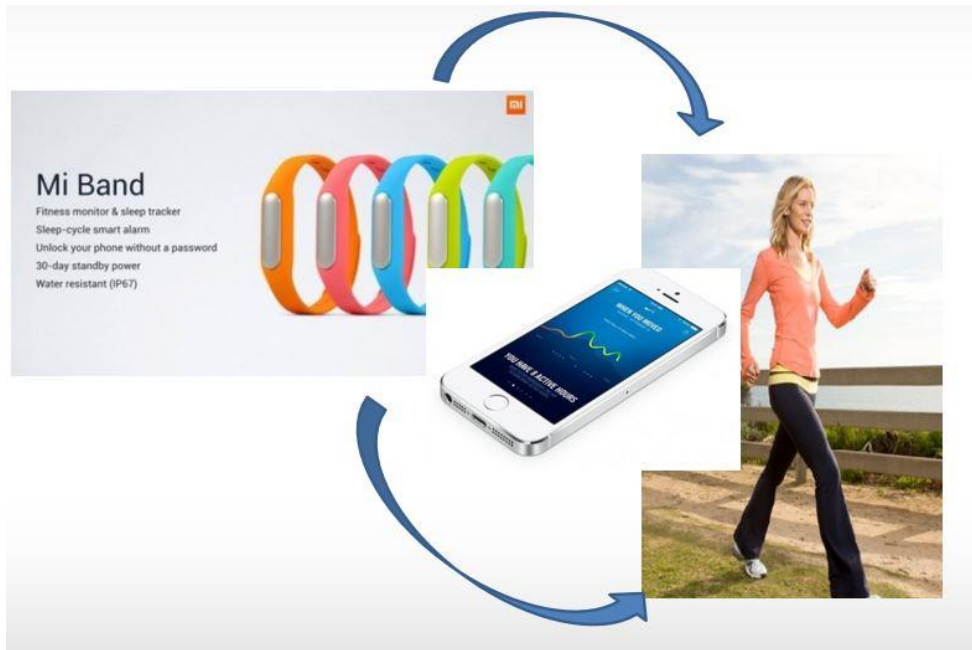 mi
Mi Band
Fitness monitor & sleep tracker
Sleep-cycle smart alarm
Unlock your phone without a password
30-day standby power
Water resistant (IP67)
WHEN YOU MOVED
YOU HAVE 8 ACTIVE HOURS